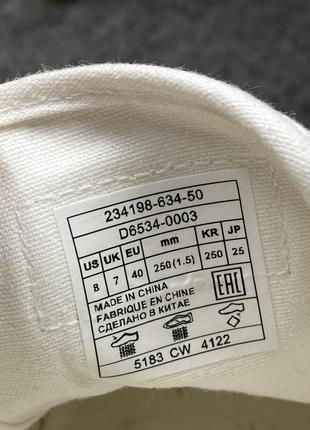 234198-634-50
D6534-0003
US UK EU mm KR JP
8 7 40 250 (1.5) 250 25
MADE IN CHINA
FABRIQUE EN CHINE
СДЕЛАНО В КИТАЕ
EAC
5183 CW 4122